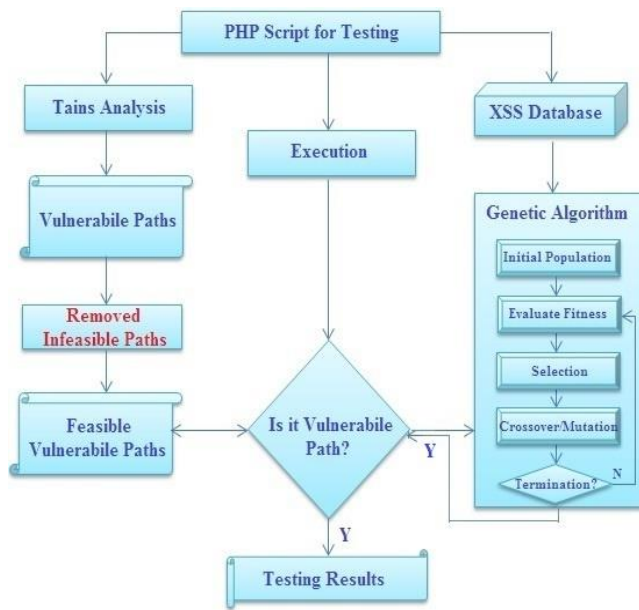 PHP Script for Testing
Tains Analysis
XSS Database
Execution
Vulnerabile Paths
Genetic Algorithm
Initial Population
Evaluate Fitness
Removed
Infeasible Paths
Selection
Feasible
Vulnerabile Paths
Is it Vulnerabile
Path?
Crossover/Mutation
Y
Termination?
N
Y
Testing Results